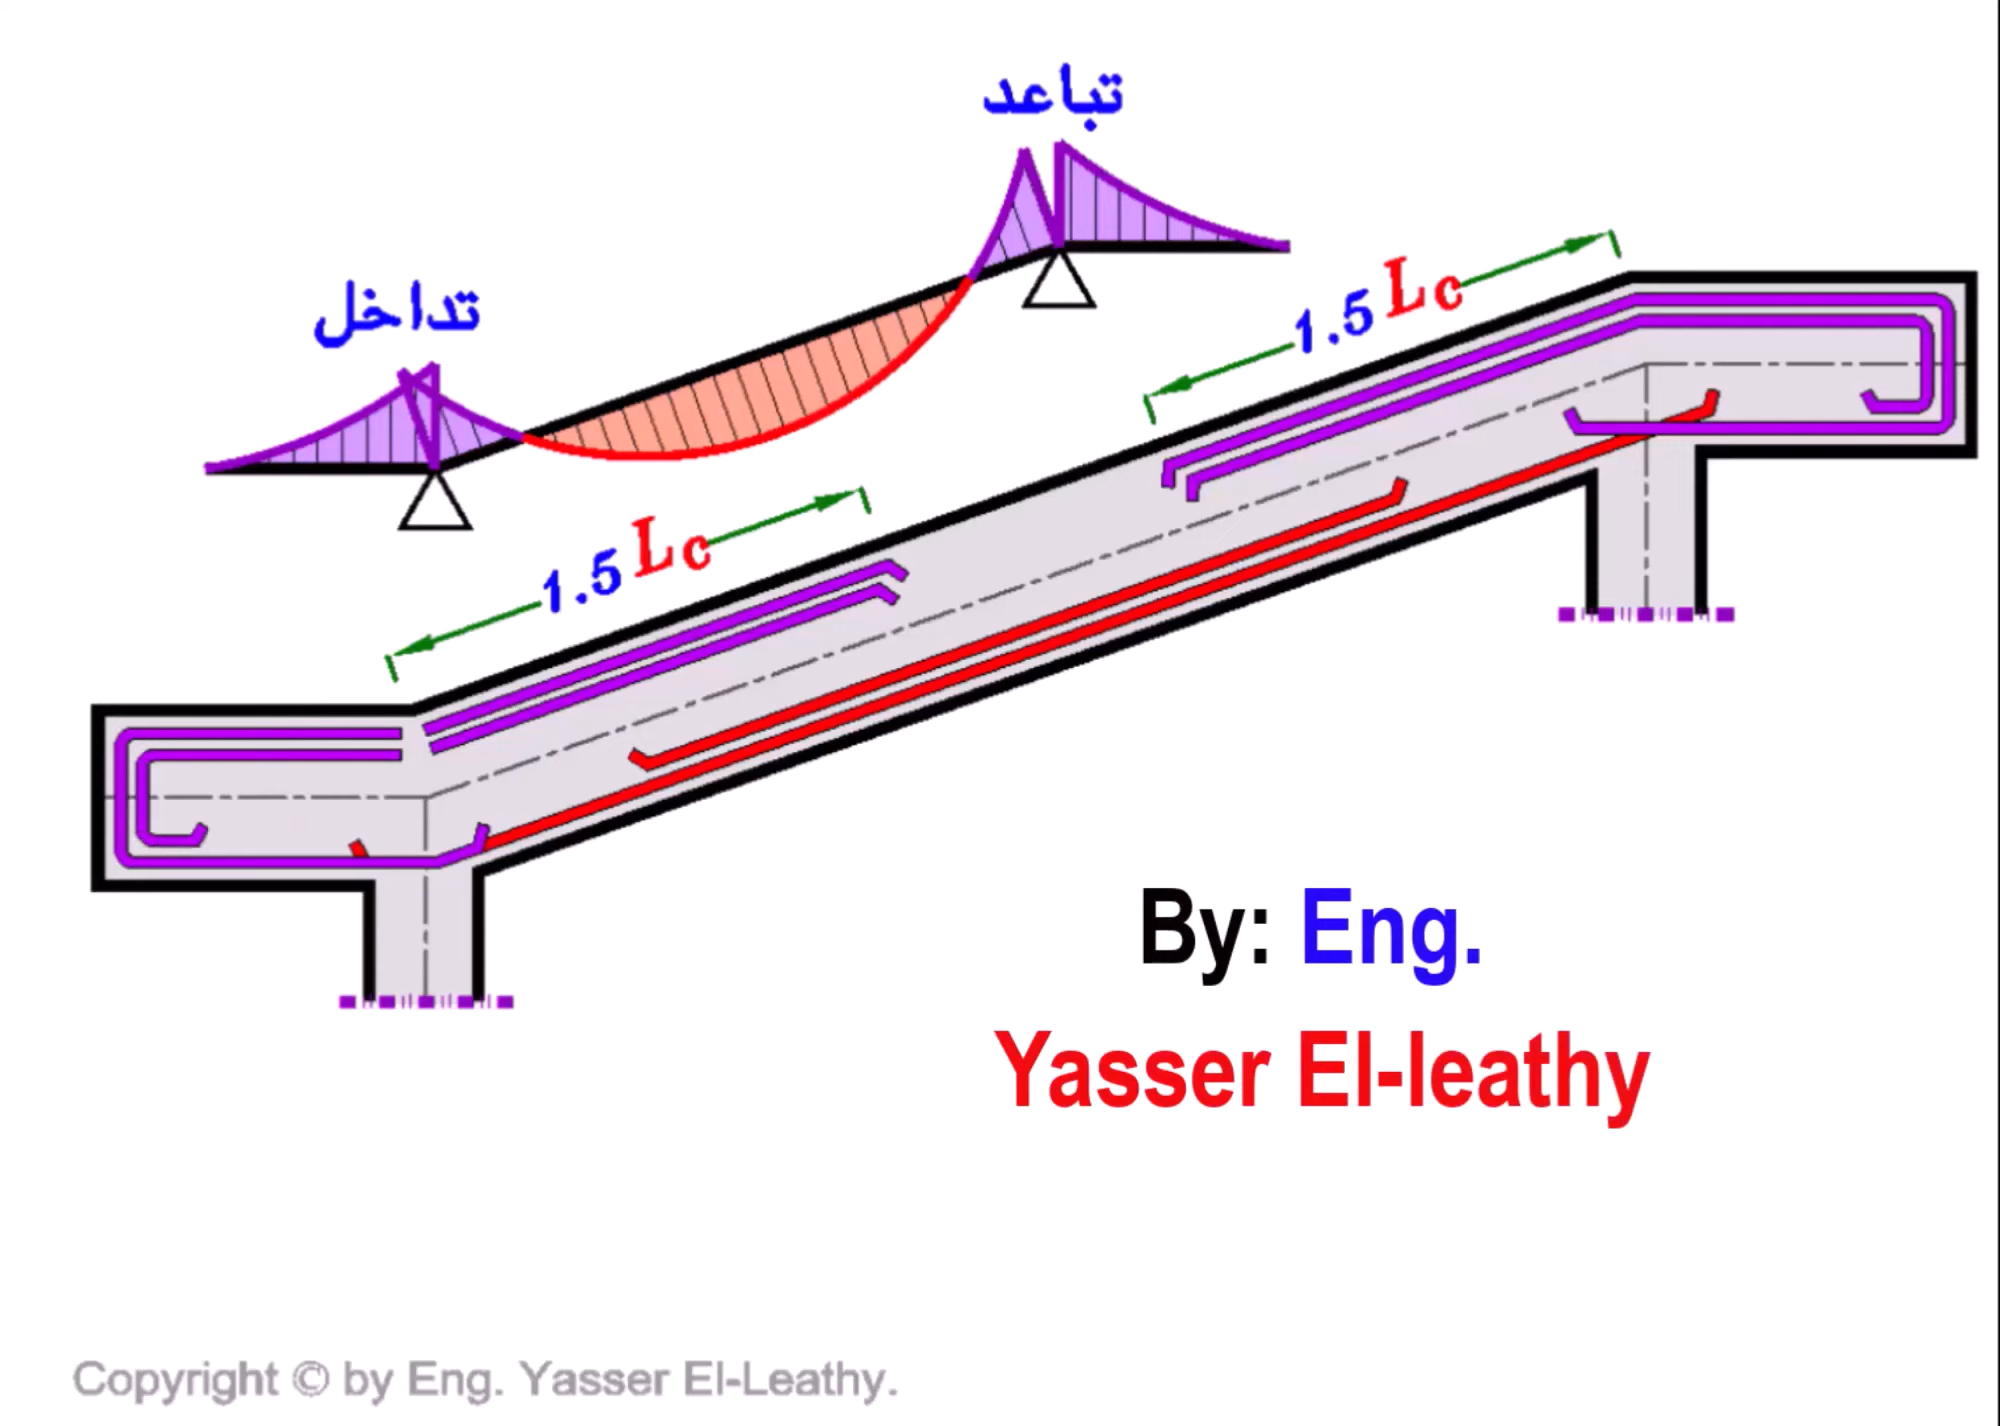 تباعد
تداخل
1.5 Lc
1.5 Lc
By: Eng.
Yasser El-leathy
Copyright © by Eng. Yasser El-Leathy.